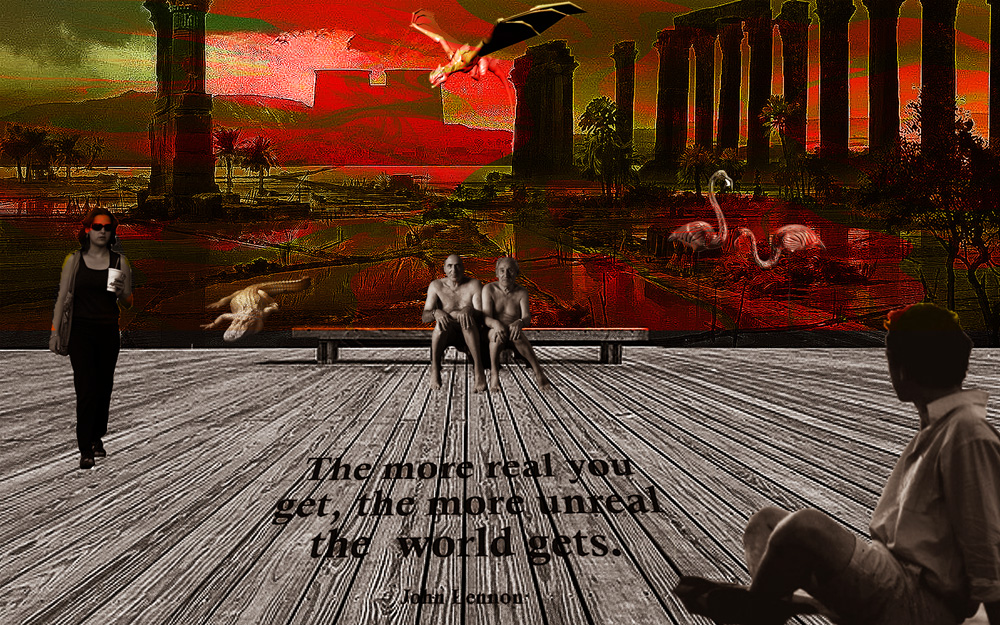 The more real you
get, the more unreal
the world gets.
John Lennon